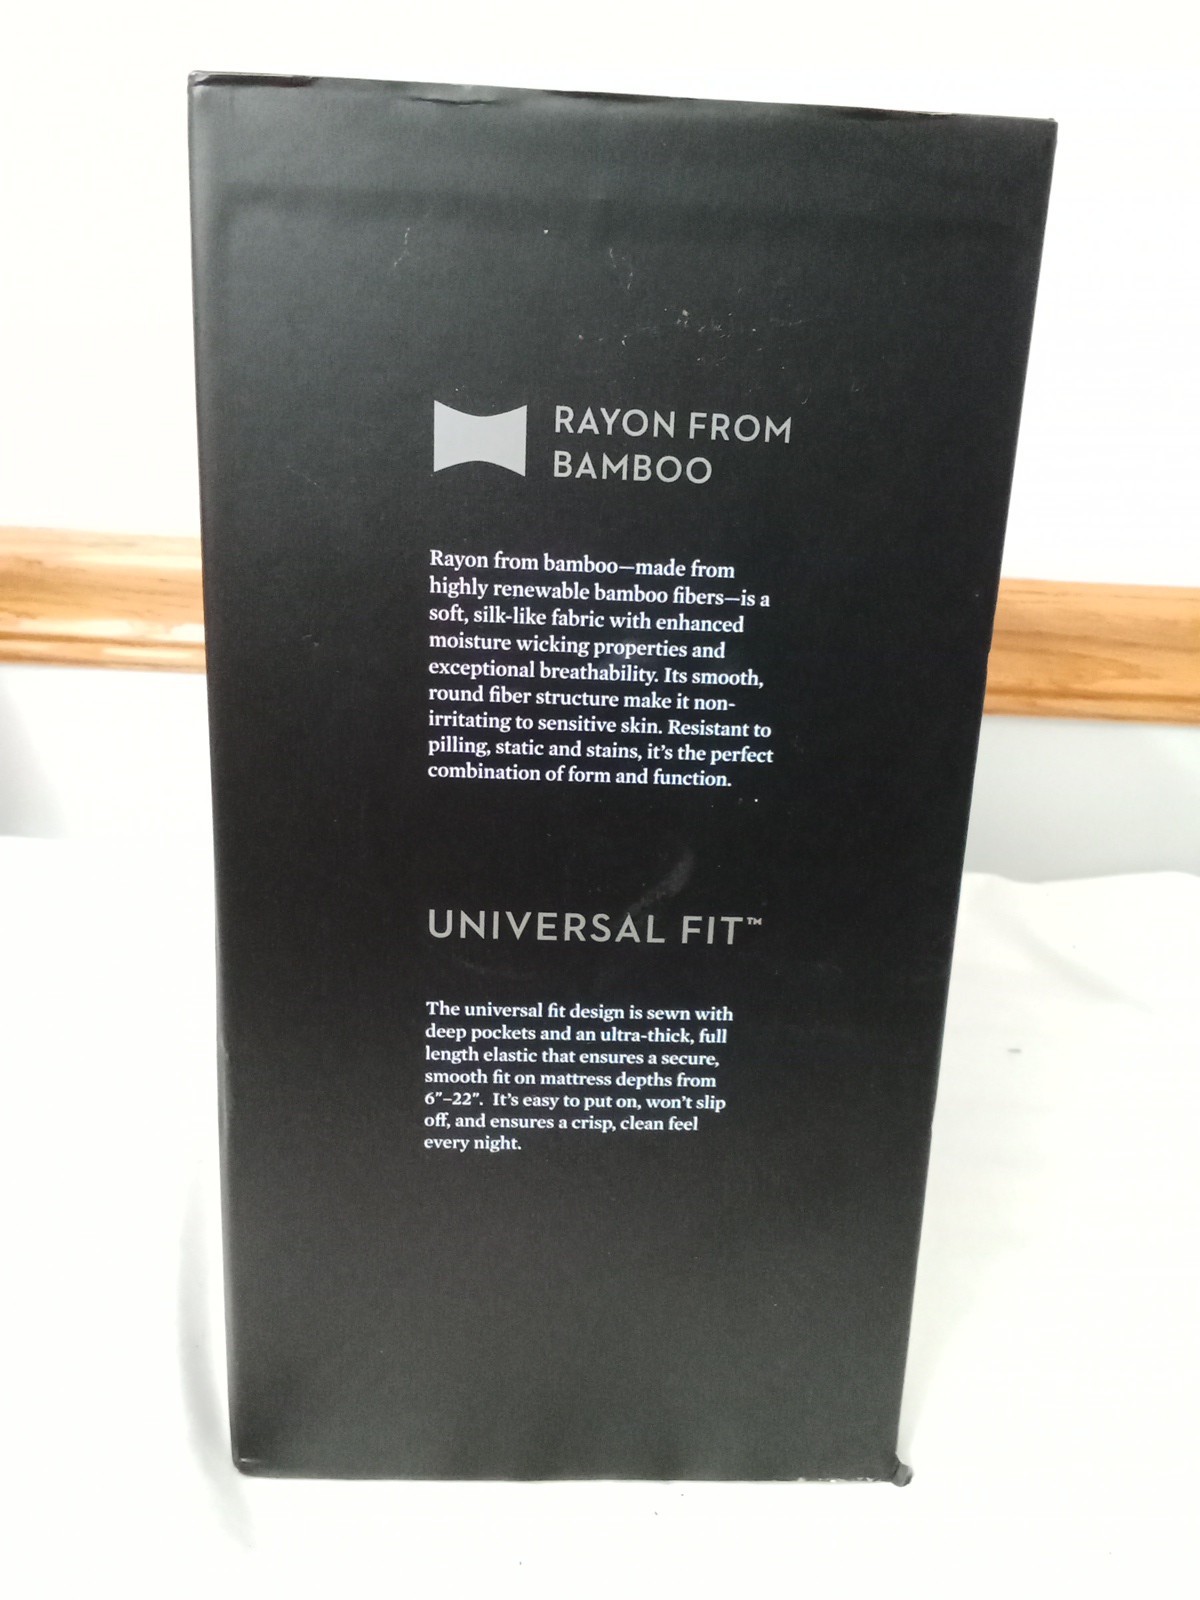 RAYON FROM
BAMBOO
Rayon from bamboo—made from
highly renewable bamboo fibers—is a
soft, silk-like fabric with enhanced
moisture wicking properties and
exceptional breathability. Its smooth,
round fiber structure make it non-
irritating to sensitive skin. Resistant to
pilling, static and stains, it's the perfect
combination of form and function.
UNIVERSAL FIT™
The universal fit design is sewn with
deep pockets and an ultra-thick, full
length elastic that ensures a secure,
smooth fit on mattress depths from
6"–22". It's easy to put on, won't slip
off, and ensures a crisp, clean feel
every night.